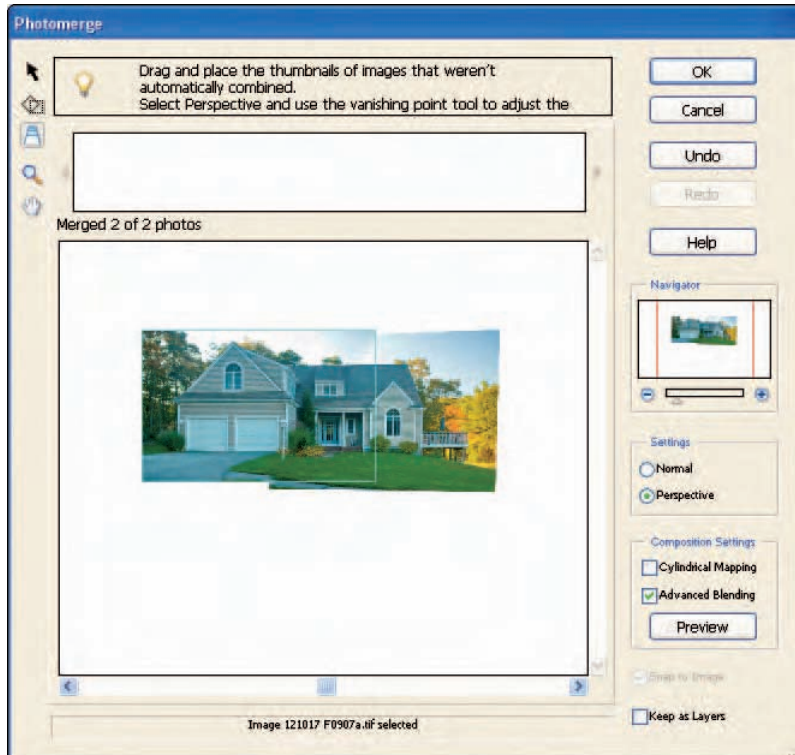 Photomerge
Drag and place the thumbnails of images that weren't
automatically combined.
Select Perspective and use the vanishing point tool to adjust the
OK
Cancel
Undo
Redo
Help
Merged 2 of 2 photos
Navigator
Settings
Normal
Perspective
Composition Settings
Cylindrical Mapping
Advanced Blending
Preview
Snap to Image
Keep as Layers
Image 121017 F0907a.tif selected